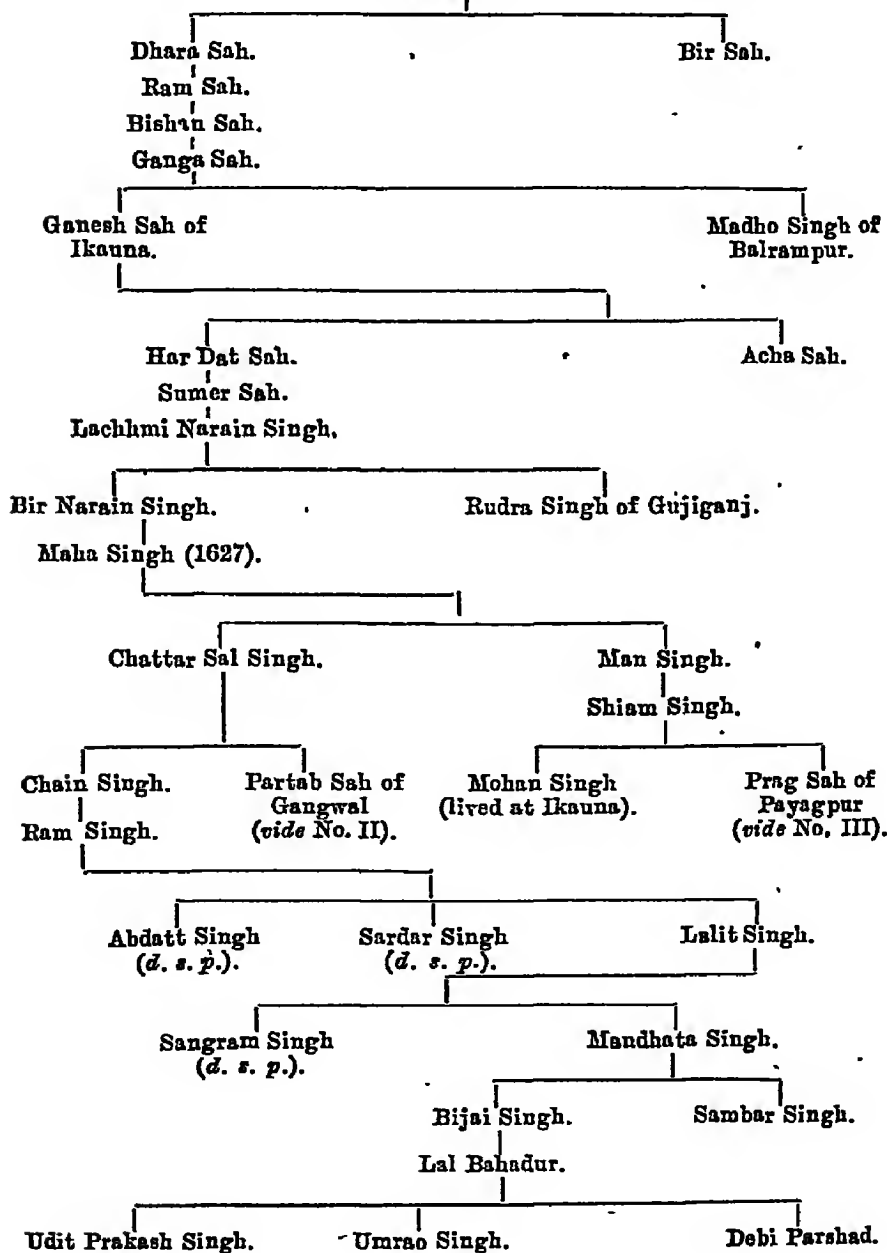 Dhara Sah. Bir Sah.
Ram Sah.
Bishan Sah.
Ganga Sah.
Ganesh Sah of Ikauna. Madho Singh of Balrampur.
Har Dat Sah. Acha Sah.
Sumer Sah.
Lachhmi Narain Singh.
Bir Narain Singh. Rudra Singh of Gujiganj.
Maha Singh (1627).
Chattar Sal Singh. Man Singh.
Shiam Singh.
Chain Singh. Partab Sah of Gangwal (vide No. II). Mohan Singh (lived at Ikauna). Prag Sah of Payagpur (vide No. III).
Ram Singh.
Abdatt Singh (d. s. p.). Sardar Singh (d. s. p.). Lalit Singh.
Sangram Singh (d. s. p.). Mandhata Singh.
Bijai Singh. Sambar Singh.
Lal Bahadur.
Udit Prakash Singh. Umrao Singh. Debi Parshad.